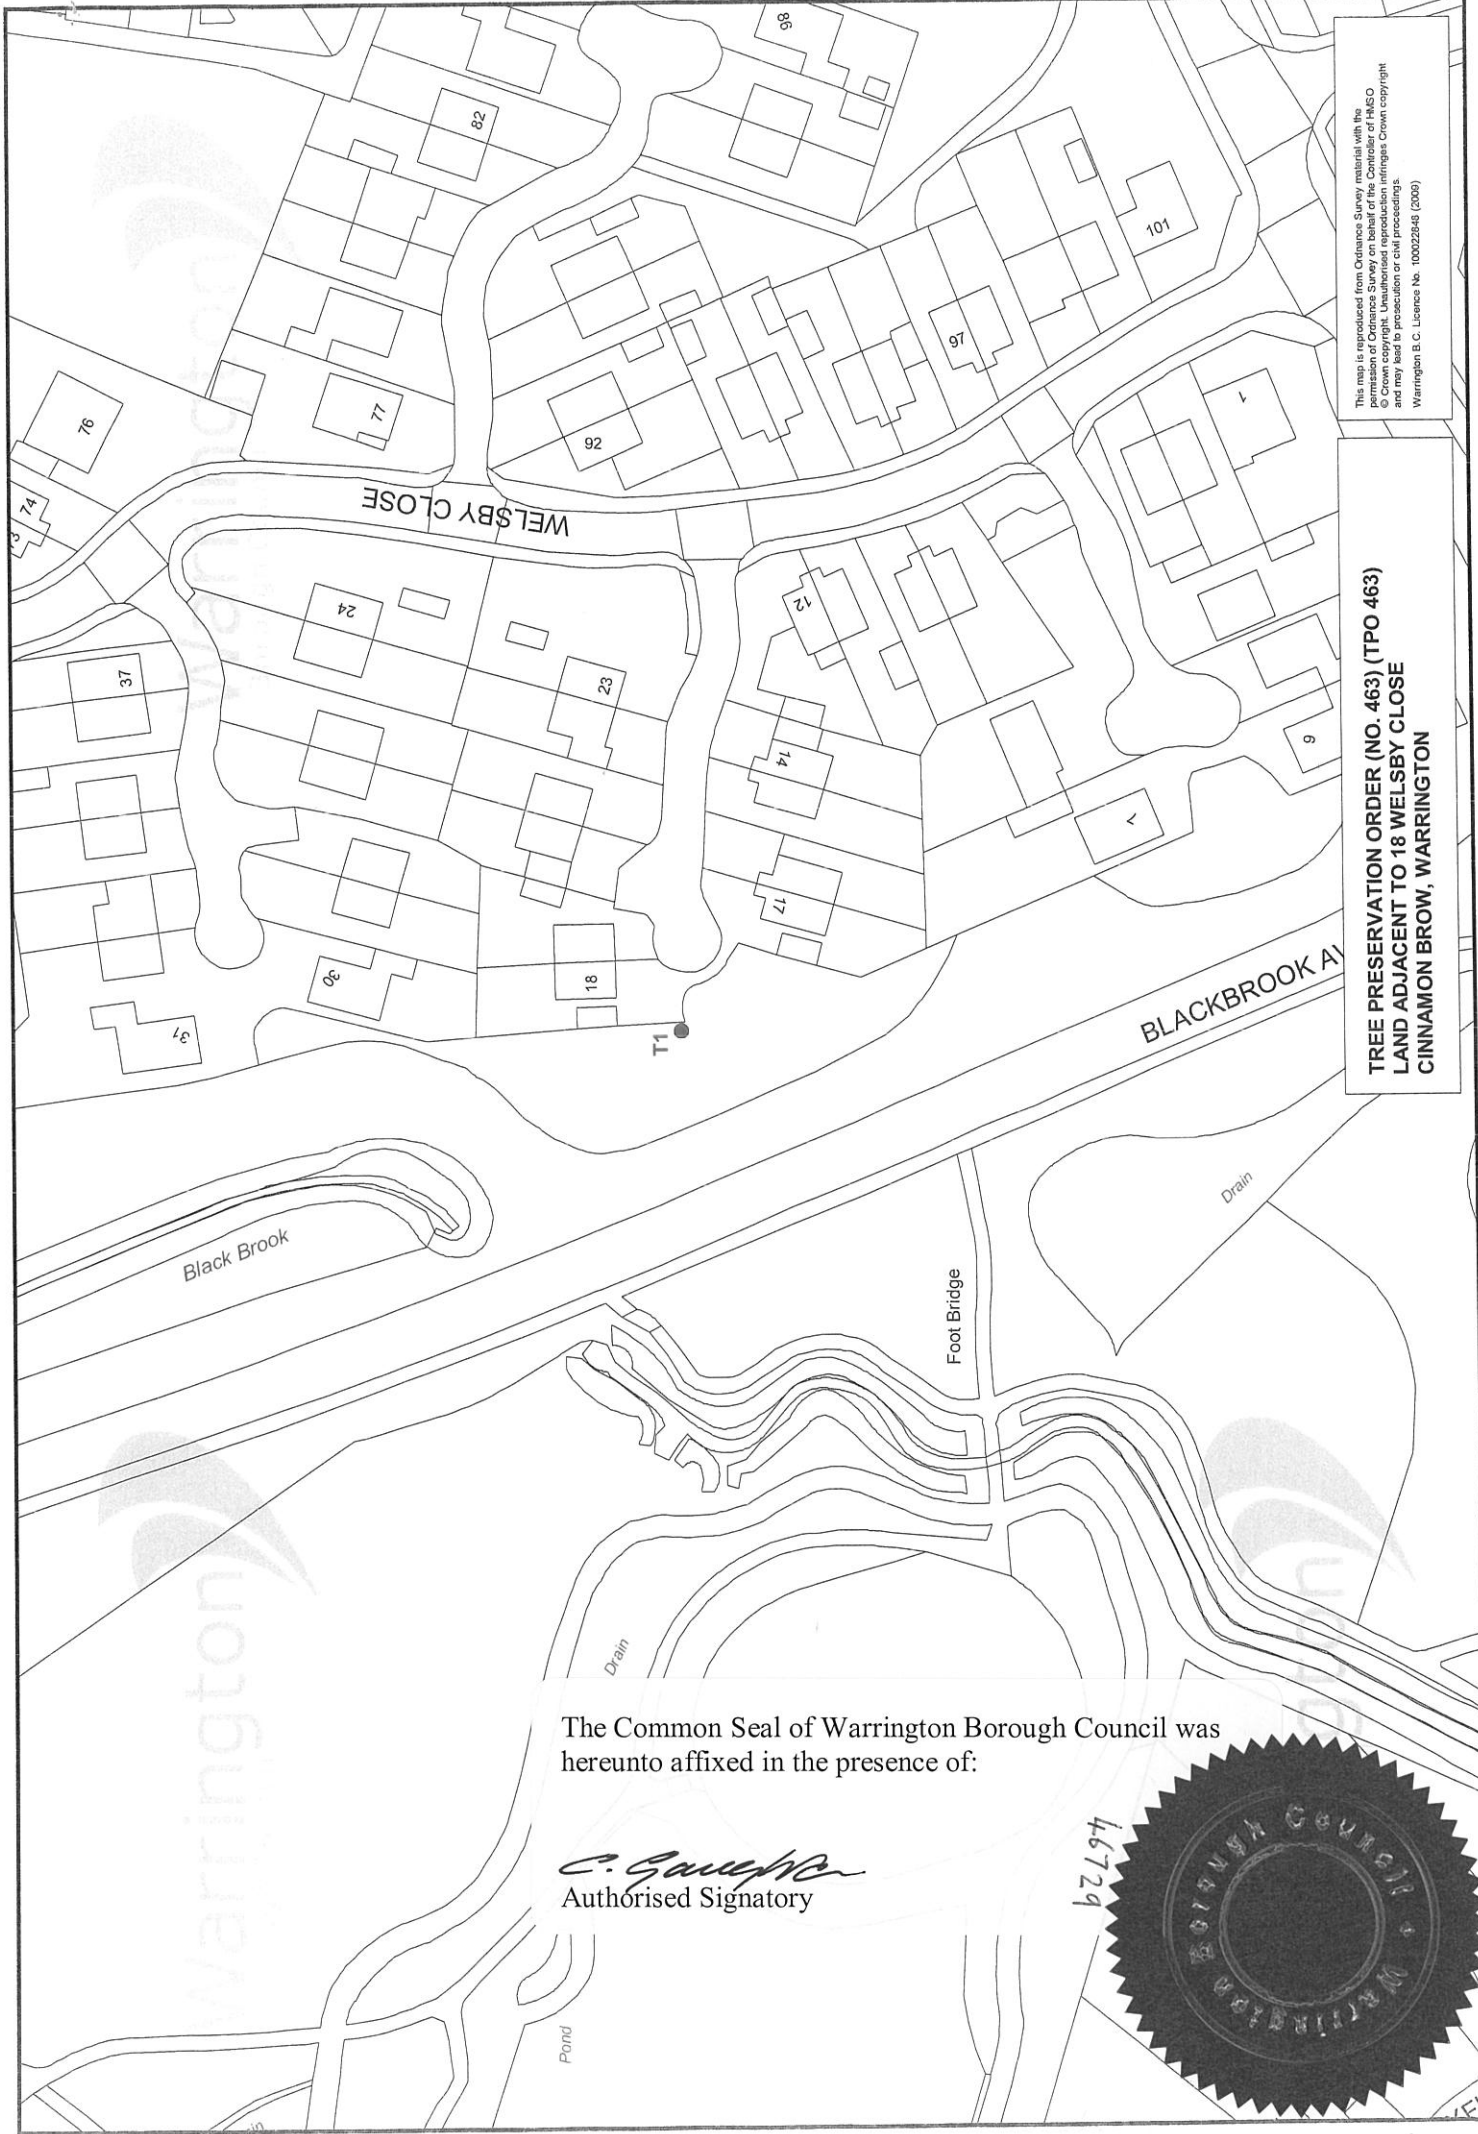 This map is reproduced from Ordnance Survey material with the
permission of Ordnance Survey on behalf of the Controller of HMSO
© Crown copyright. Unauthorised reproduction infringes Crown copyright
and may lead to prosecution or civil proceedings.
Warrington B.C. Licence No. 100022848 (2009)
TREE PRESERVATION ORDER (NO. 463) (TPO 463)
LAND ADJACENT TO 18 WELSBY CLOSE
CINNAMON BROW, WARRINGTON
86
82
76
77
74
92
97
101
1
WELSBY CLOSE
24
37
23
12
14
17
18
30
31
6
T1
BLACKBROOK AV
Black Brook
Foot Bridge
Drain
Drain
Pond
Warrington
Warrington
The Common Seal of Warrington Borough Council was
hereunto affixed in the presence of:
Authorised Signatory
46729
Warrington Borough Council